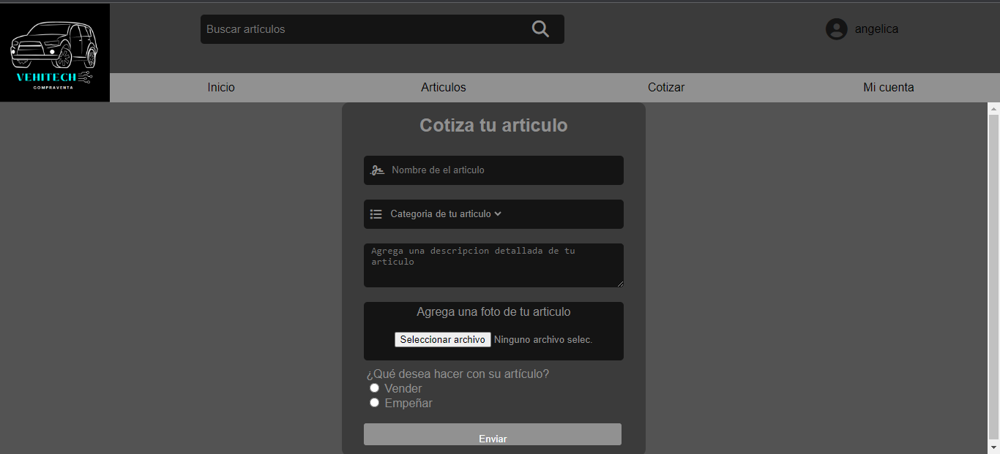 VEHITECH
COMPRAVENTA
Buscar articulos
angelica
Inicio
Articulos
Cotizar
Mi cuenta
Cotiza tu articulo
Nombre de el articulo
Categoria de tu articulo
Agrega una descripcion detallada de tu
articulo
Agrega una foto de tu articulo
Seleccionar archivo Ninguno archivo selec.
¿Qué desea hacer con su artículo?
Vender
Empeñar
Enviar